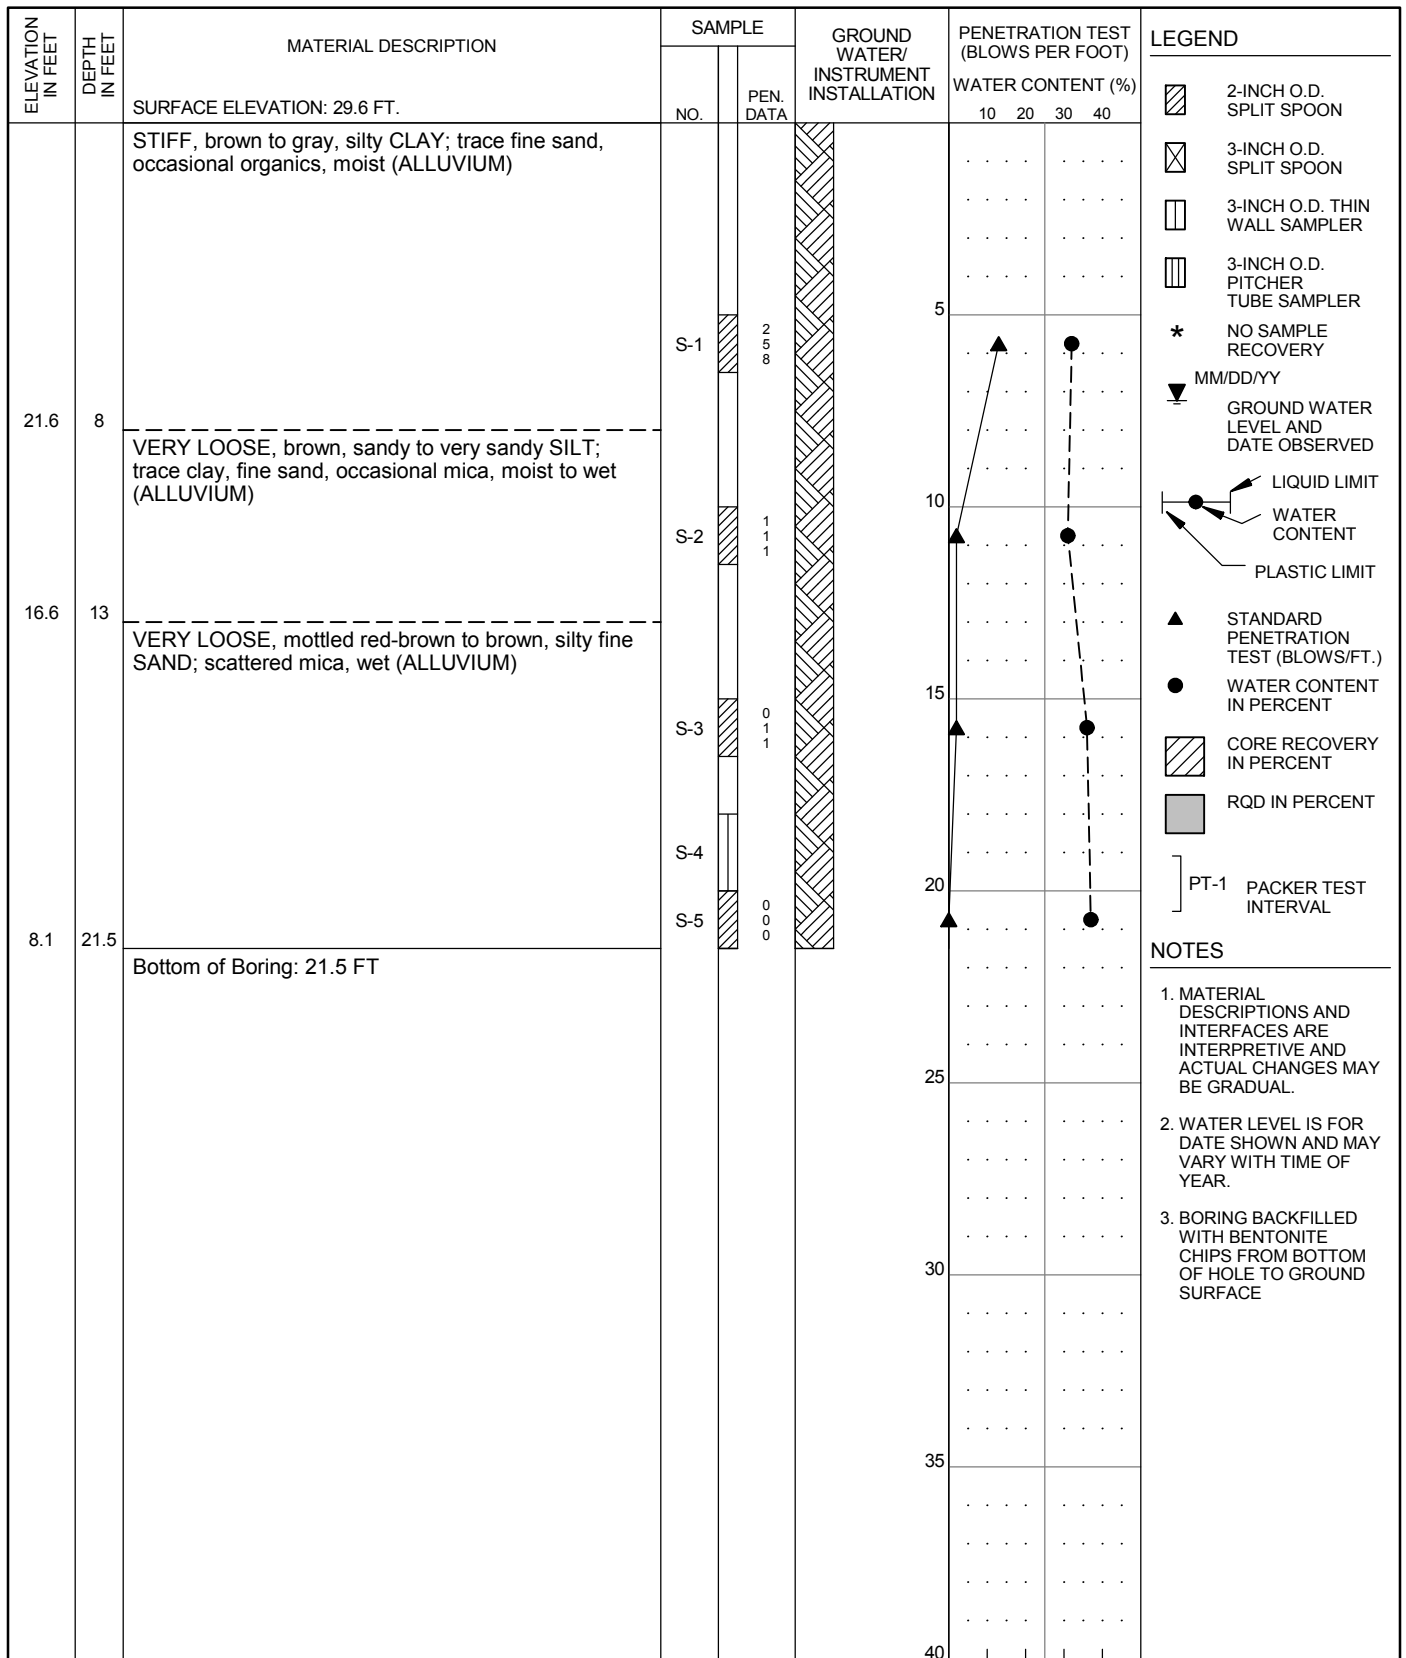 ELEVATION
IN FEET
DEPTH
IN FEET
MATERIAL DESCRIPTION
SURFACE ELEVATION: 29.6 FT.
SAMPLE
NO.
PEN.
DATA
GROUND
WATER/
INSTRUMENT
INSTALLATION
PENETRATION TEST
(BLOWS PER FOOT)
WATER CONTENT (%)
10 20 30 40
STIFF, brown to gray, silty CLAY; trace fine sand,
occasional organics, moist (ALLUVIUM)
5
S-1
2
5
8
21.6 8
VERY LOOSE, brown, sandy to very sandy SILT;
trace clay, fine sand, occasional mica, moist to wet
(ALLUVIUM)
10
S-2
1
1
1
16.6 13
VERY LOOSE, mottled red-brown to brown, silty fine
SAND; scattered mica, wet (ALLUVIUM)
15
S-3
0
1
1
S-4
20
S-5
0
0
0
8.1 21.5
Bottom of Boring: 21.5 FT
25
30
35
40
LEGEND
2-INCH O.D.
SPLIT SPOON
3-INCH O.D.
SPLIT SPOON
3-INCH O.D. THIN
WALL SAMPLER
3-INCH O.D.
PITCHER
TUBE SAMPLER
* NO SAMPLE
RECOVERY
MM/DD/YY
GROUND WATER
LEVEL AND
DATE OBSERVED
LIQUID LIMIT
WATER
CONTENT
PLASTIC LIMIT
STANDARD
PENETRATION
TEST (BLOWS/FT.)
WATER CONTENT
IN PERCENT
CORE RECOVERY
IN PERCENT
RQD IN PERCENT
PT-1 PACKER TEST
INTERVAL
NOTES
1. MATERIAL
DESCRIPTIONS AND
INTERFACES ARE
INTERPRETIVE AND
ACTUAL CHANGES MAY
BE GRADUAL.
2. WATER LEVEL IS FOR
DATE SHOWN AND MAY
VARY WITH TIME OF
YEAR.
3. BORING BACKFILLED
WITH BENTONITE
CHIPS FROM BOTTOM
OF HOLE TO GROUND
SURFACE